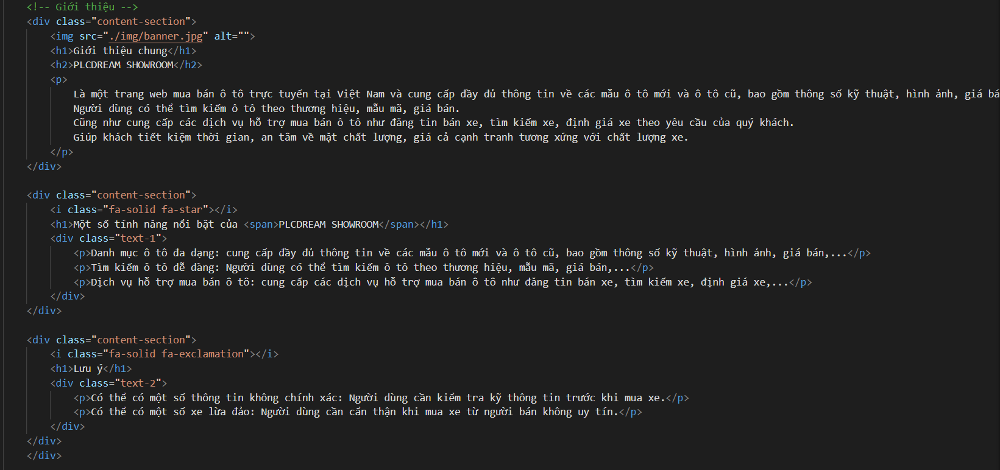 <!-- Giới thiệu -->
<div class="content-section">
<img src="./img/banner.jpg" alt="">
<h1>Giới thiệu chung</h1>
<h2>PLCDREAM SHOWROOM</h2>
<p>
Là một trang web mua bán ô tô trực tuyến tại Việt Nam và cung cấp đầy đủ thông tin về các mẫu ô tô mới và ô tô cũ, bao gồm thông số kỹ thuật, hình ảnh, giá
Người dùng có thể tìm kiếm ô tô theo thương hiệu, mẫu mã, giá bán.
Cũng như cung cấp các dịch vụ hỗ trợ mua bán ô tô như đăng tin bán xe, tìm kiếm xe, định giá xe theo yêu cầu của quý khách.
Giúp khách tiết kiệm thời gian, an tâm về mặt chất lượng, giá cả cạnh tranh tương xứng với chất lượng xe.
</p>
</div>
<div class="content-section">
<i class="fa-solid fa-star"></i>
<h1>Một số tính năng nổi bật của <span>PLCDREAM SHOWROOM</span></h1>
<div class="text-1">
<p>Danh mục ô tô đa dạng: cung cấp đầy đủ thông tin về các mẫu ô tô mới và ô tô cũ, bao gồm thông số kỹ thuật, hình ảnh, giá bán,...</p>
<p>Tìm kiếm ô tô dễ dàng: Người dùng có thể tìm kiếm ô tô theo thương hiệu, mẫu mã, giá bán,...</p>
<p>Dịch vụ hỗ trợ mua bán ô tô: cung cấp các dịch vụ hỗ trợ mua bán ô tô như đăng tin bán xe, tìm kiếm xe, định giá xe,...</p>
</div>
</div>
<div class="content-section">
<i class="fa-solid fa-exclamation"></i>
<h1>Lưu ý</h1>
<div class="text-2">
<p>Có thể có một số thông tin không chính xác: Người dùng cần kiểm tra kỹ thông tin trước khi mua xe.</p>
<p>Có thể có một số xe lừa đảo: Người dùng cần cẩn thận khi mua xe từ người bán không uy tín.</p>
</div>
</div>
</div>